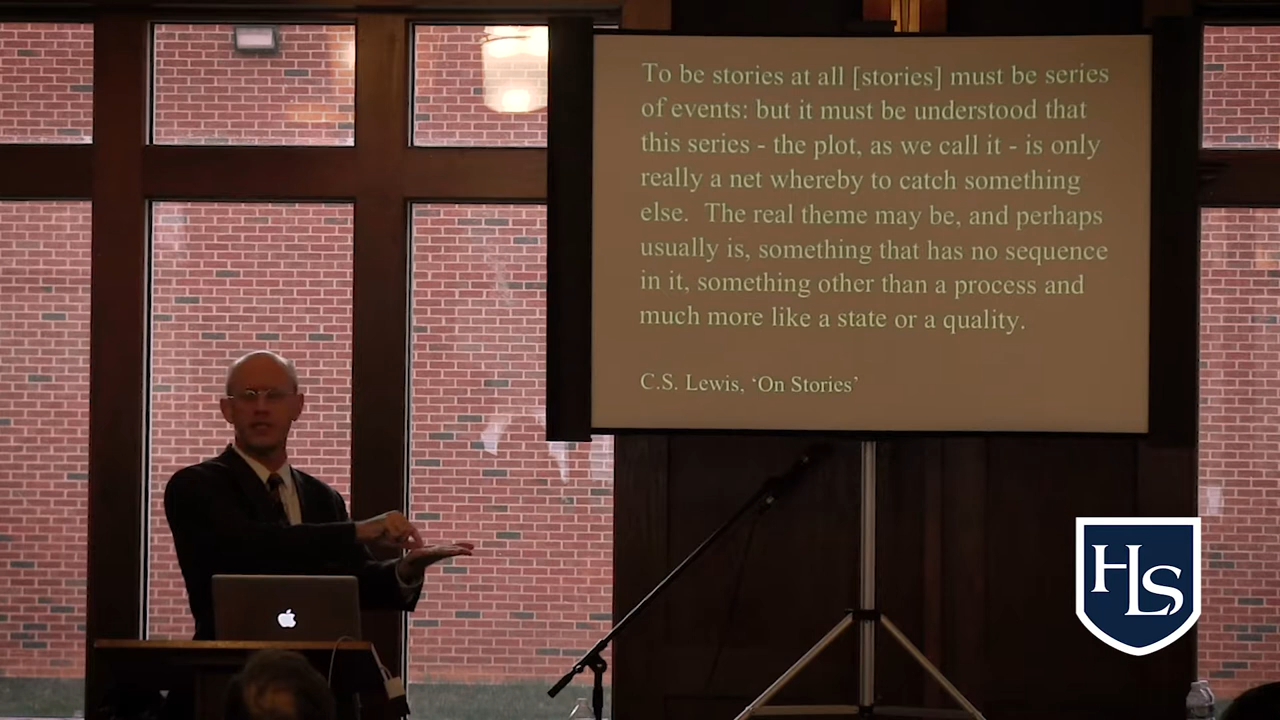 To be stories at all [stories] must be series
of events: but it must be understood that
this series - the plot, as we call it - is only
really a net whereby to catch something
else.  The real theme may be, and perhaps
usually is, something that has no sequence
in it, something other than a process and
much more like a state or a quality.
C.S. Lewis, ‘On Stories’
HLS